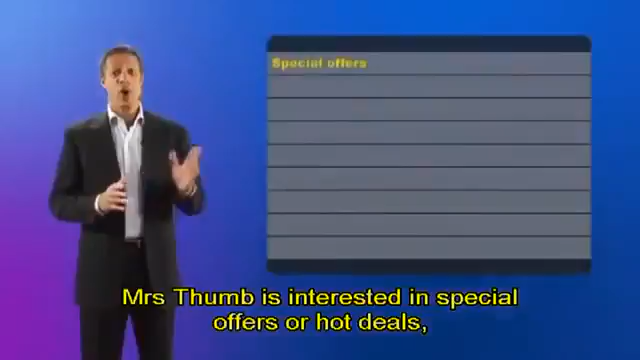 Special offers
Mrs Thumb is interested in special
offers or hot deals,